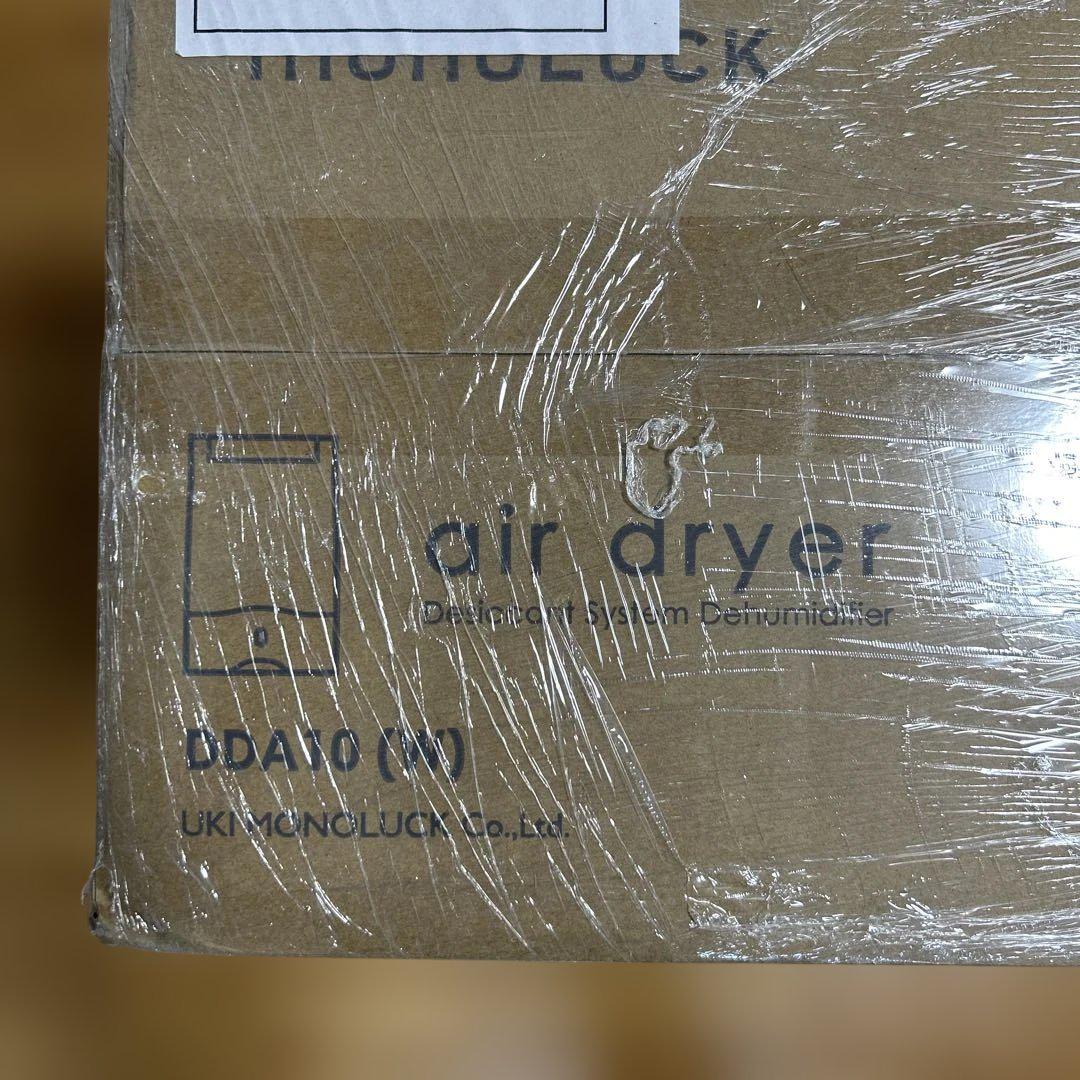 MONOLUCK
air dryer
Desiccant System Dehumidifier
DDA10 (W)
UKI MONOLUCK Co.,Ltd.